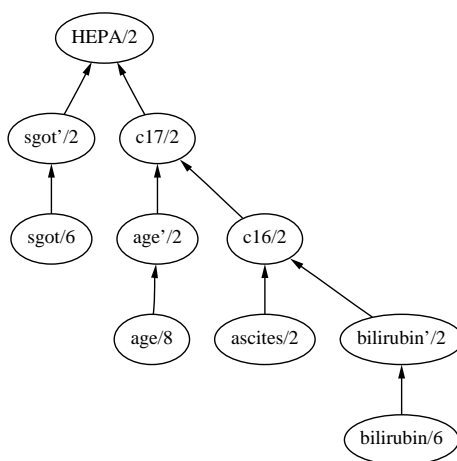 HEPA/2
sgot’/2
c17/2
sgot/6
age’/2
c16/2
age/8
ascites/2
bilirubin’/2
bilirubin/6